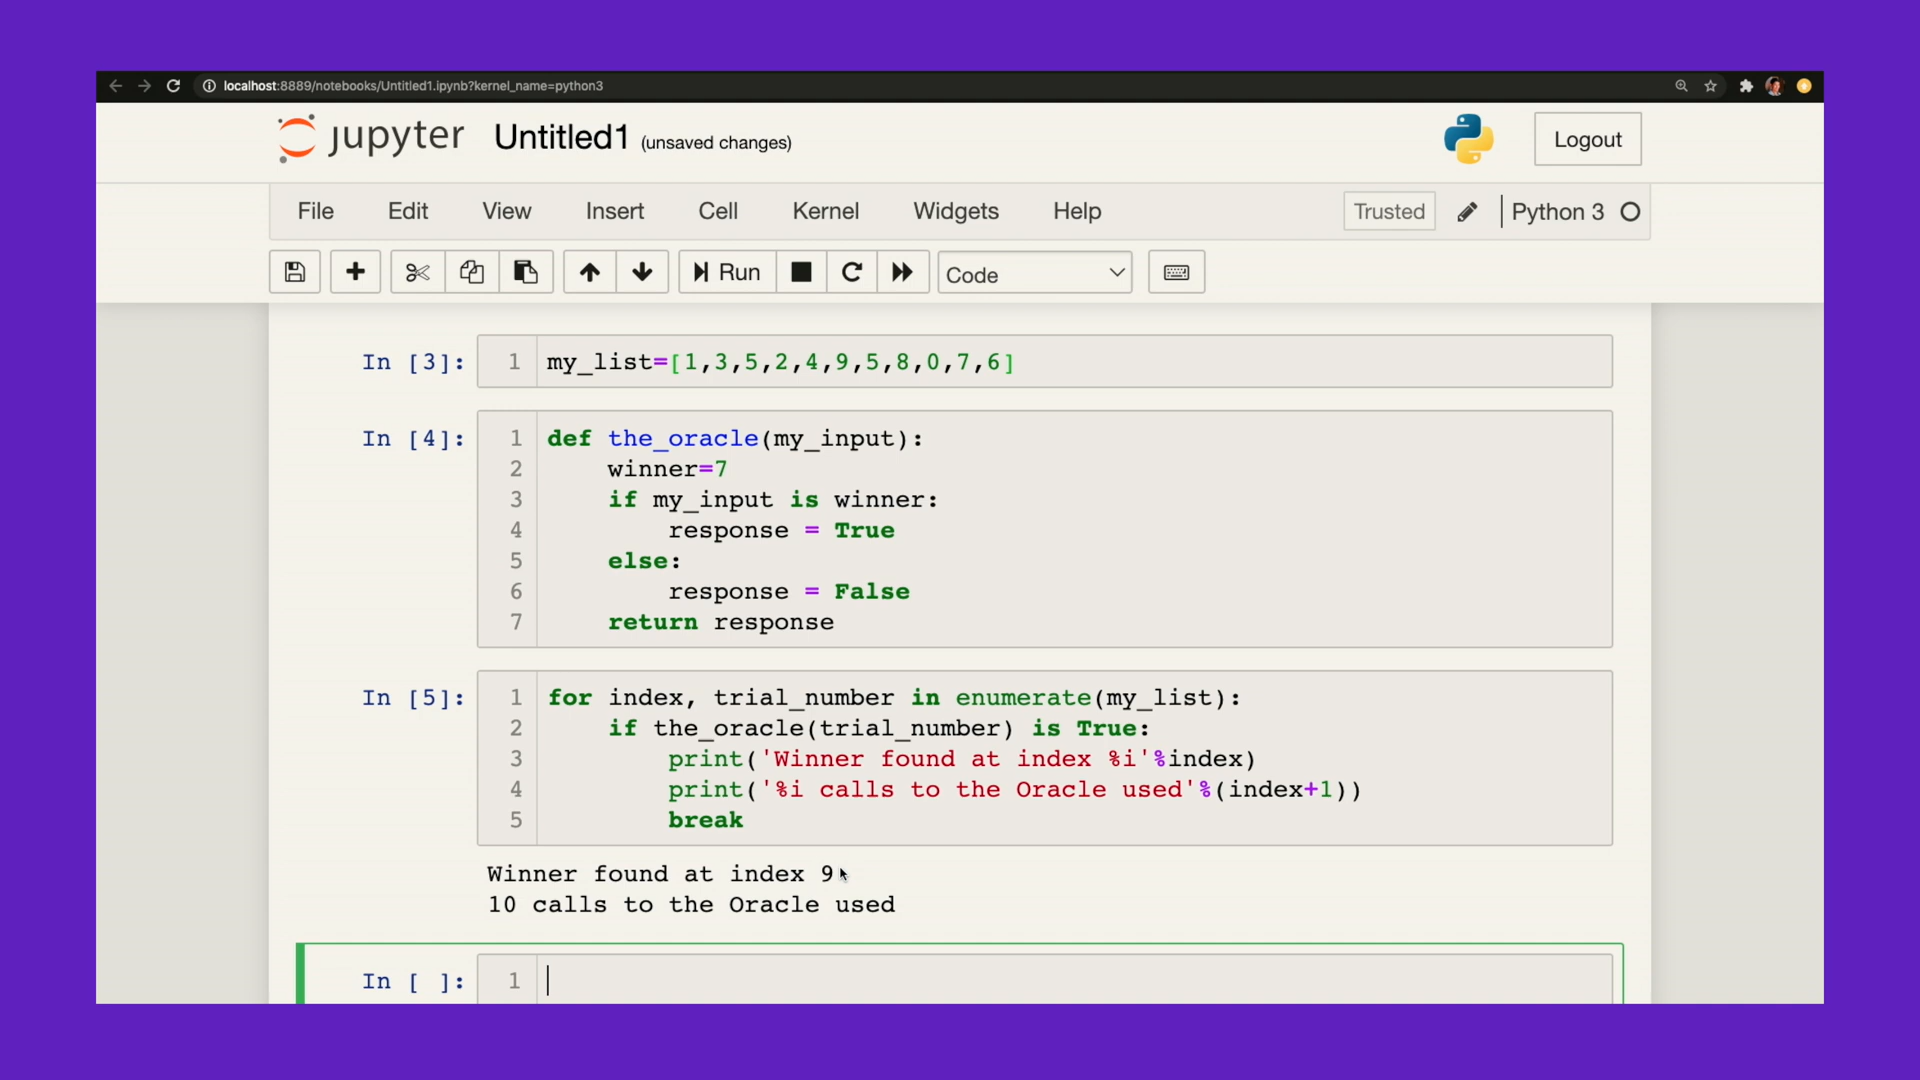 localhost:8889/notebooks/Untitled1.ipynb?kernel_name=python3
jupyter Untitled1 (unsaved changes) Logout
File Edit View Insert Cell Kernel Widgets Help Trusted Python 3
Run Code
In [3]: 1 my_list=[1,3,5,2,4,9,5,8,0,7,6]
In [4]: 1 def the_oracle(my_input):
2     winner=7
3     if my_input is winner:
4         response = True
5     else:
6         response = False
7     return response
In [5]: 1 for index, trial_number in enumerate(my_list):
2     if the_oracle(trial_number) is True:
3         print('Winner found at index %i'%index)
4         print('%i calls to the Oracle used'%(index+1))
5         break
Winner found at index 9
10 calls to the Oracle used
In [ ]: 1